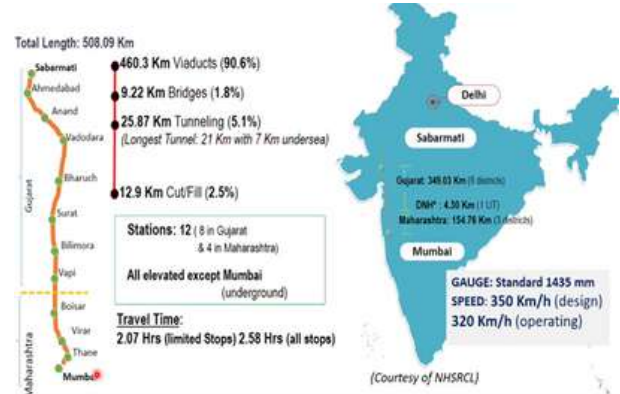 Total Length: 508.09 Km
Sabarmati
Ahmedabad
Anand
Vadodara
Bharuch
Surat
Bilimora
Vapi
Boisar
Virar
Thane
Mumbai
Gujarat
Maharashtra
460.3 Km Viaducts (90.6%)
9.22 Km Bridges (1.8%)
25.87 Km Tunneling (5.1%)
(Longest Tunnel: 21 Km with 7 Km undersea)
12.9 Km Cut/Fill (2.5%)
Stations: 12 ( 8 in Gujarat
& 4 in Maharashtra)
All elevated except Mumbai
(underground)
Travel Time:
2.07 Hrs (limited Stops) 2.58 Hrs (all stops)
Delhi
Sabarmati
Gujarat: 349.03 Km (8 districts)
DNH*: 4.30 Km (1 UT)
Maharashtra: 154.76 Km (3 districts)
Mumbai
GAUGE: Standard 1435 mm
SPEED: 350 Km/h (design)
320 Km/h (operating)
(Courtesy of NHSRCL)